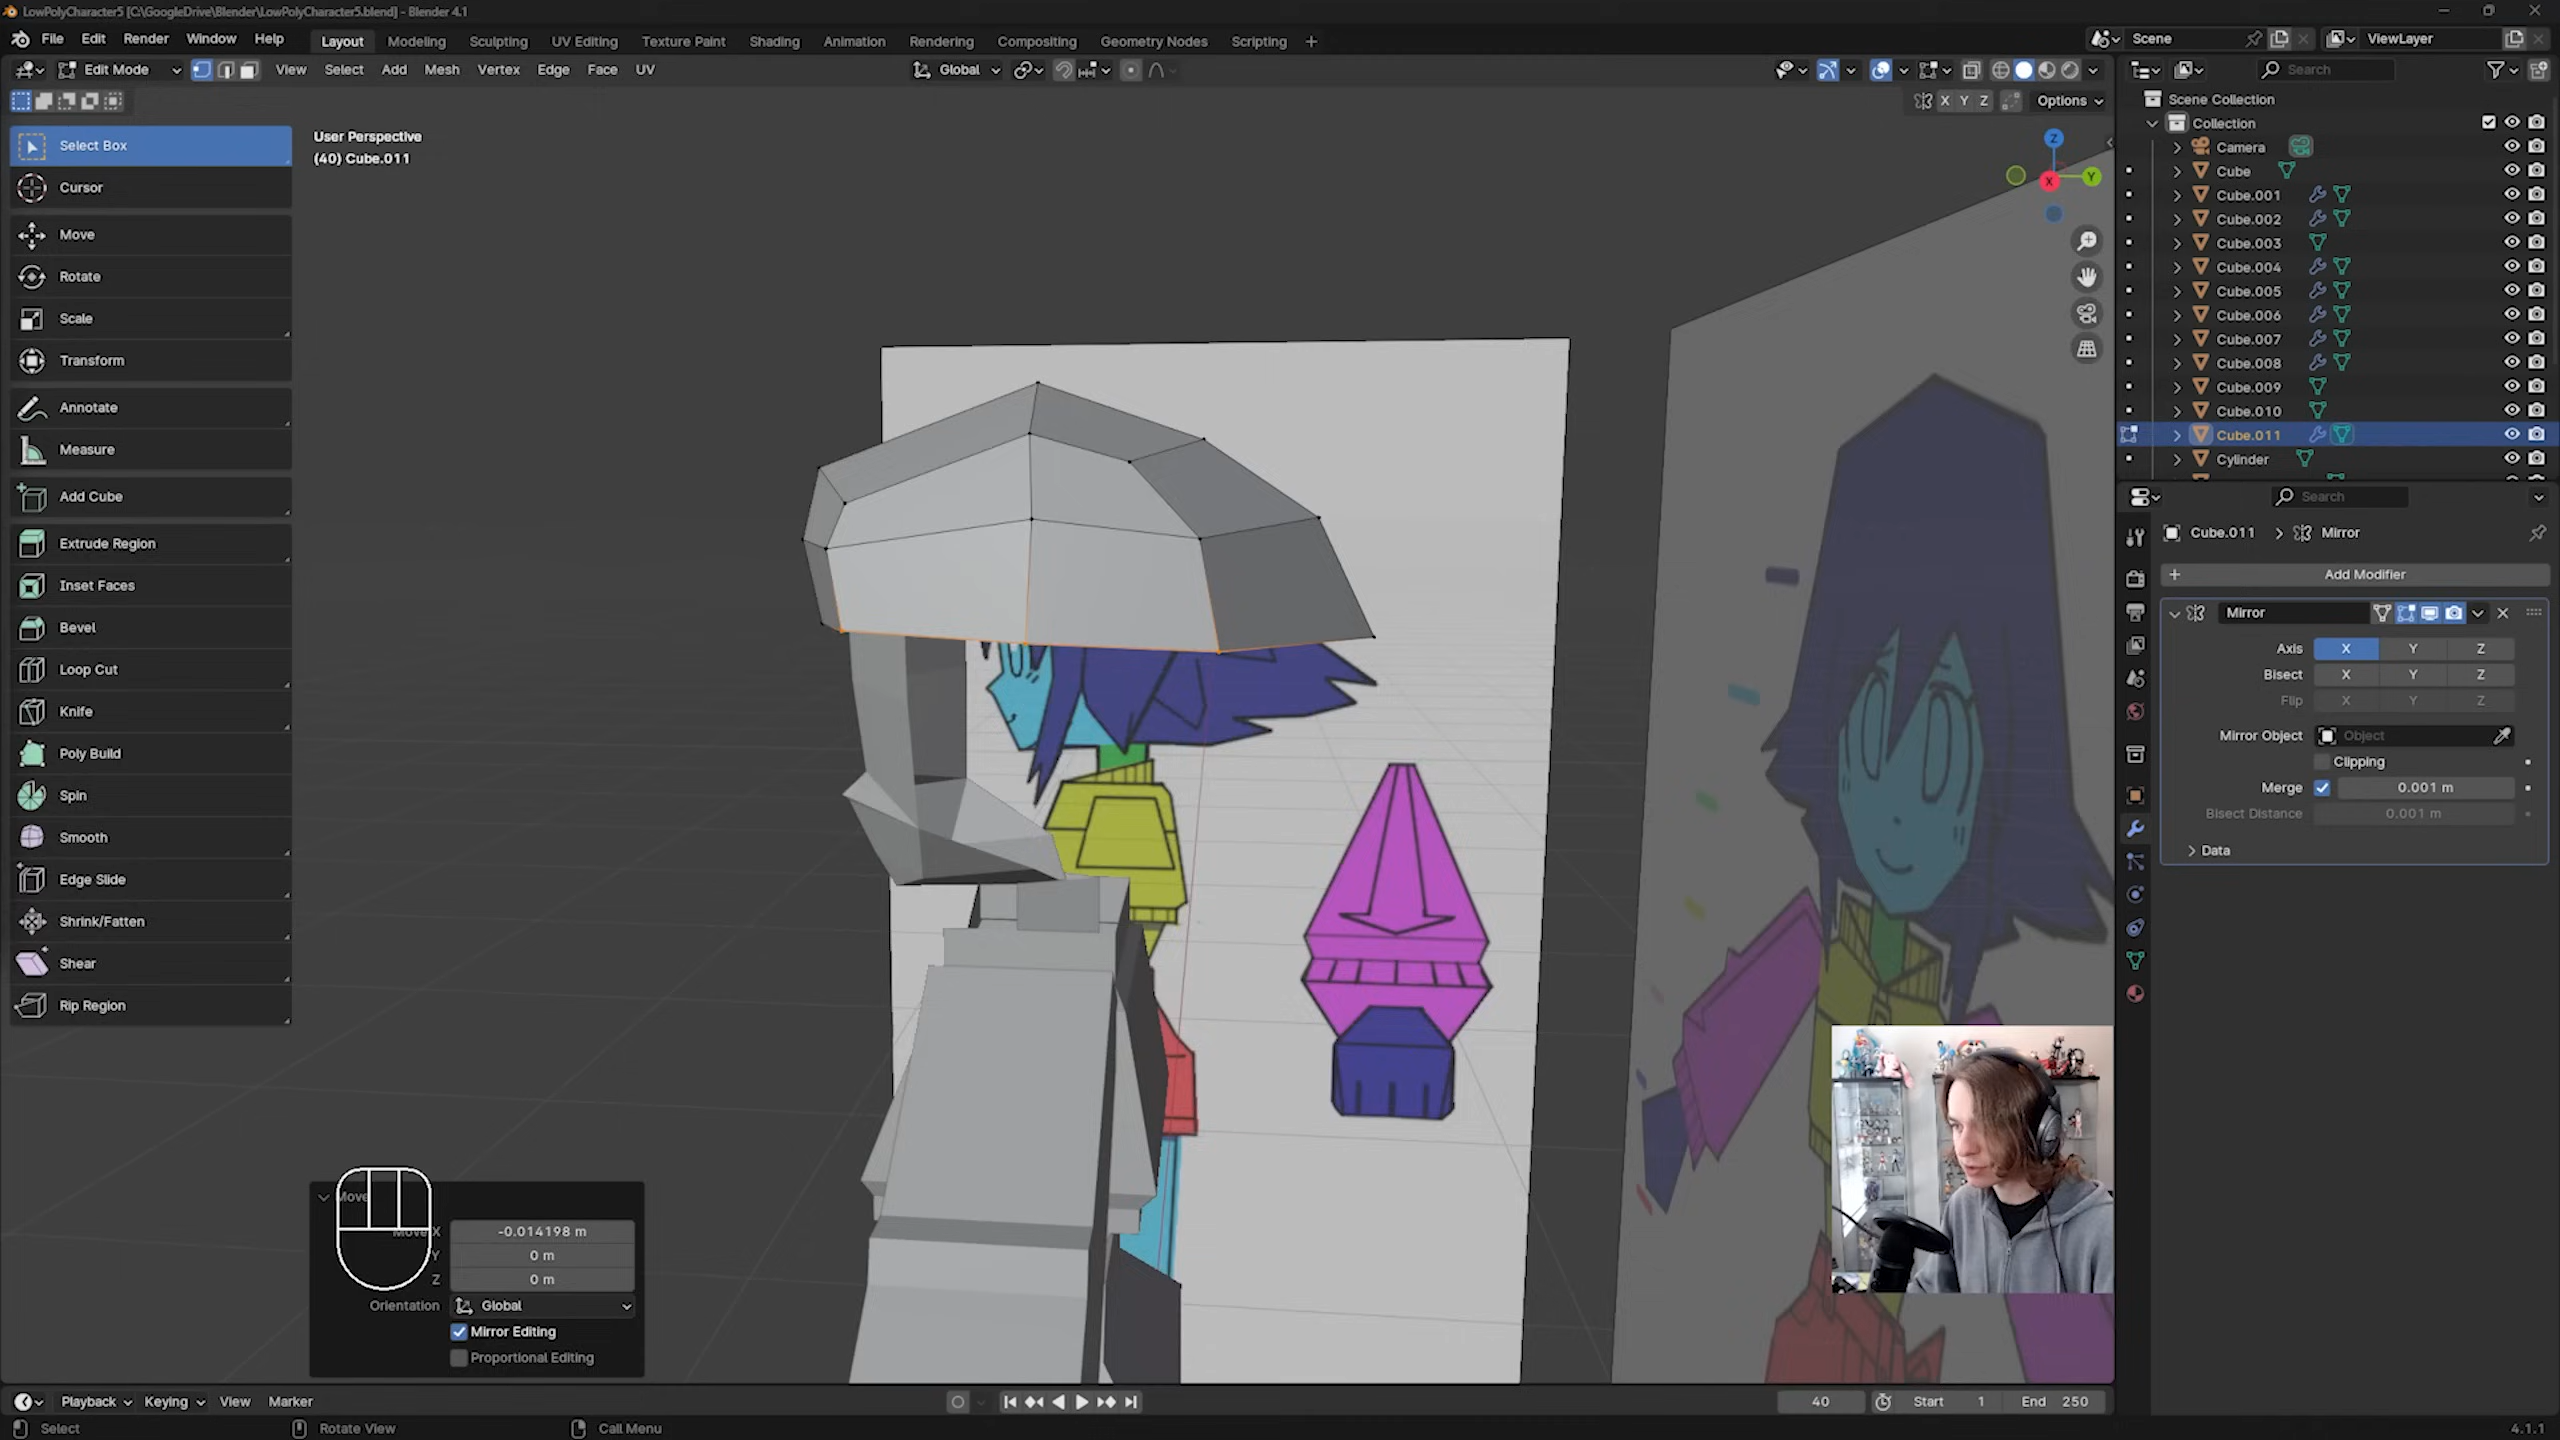 LowPolyCharacter5 [C:\GoogleDrive\Blender\LowPolyCharacter5.blend] - Blender 4.1
File Edit Render Window Help
Layout Modeling Sculpting UV Editing Texture Paint Shading Animation Rendering Compositing Geometry Nodes Scripting +
Scene
ViewLayer
Edit Mode
View Select Add Mesh Vertex Edge Face UV
Global
Search
X Y Z
Options
Select Box
Cursor
Move
Rotate
Scale
Transform
Annotate
Measure
Add Cube
Extrude Region
Inset Faces
Bevel
Loop Cut
Knife
Poly Build
Spin
Smooth
Edge Slide
Shrink/Fatten
Shear
Rip Region
User Perspective
(40) Cube.011
Z
Y
X
Scene Collection
Collection
Camera
Cube
Cube.001
Cube.002
Cube.003
Cube.004
Cube.005
Cube.006
Cube.007
Cube.008
Cube.009
Cube.010
Cube.011
Cylinder
Search
Cube.011 > Mirror
+ Add Modifier
Mirror
Axis X Y Z
Bisect X Y Z
Flip X Y Z
Mirror Object Object
Clipping
Merge 0.001 m
Bisect Distance 0.001 m
Data
Move
Move X -0.014198 m
Y 0 m
Z 0 m
Orientation Global
Mirror Editing
Proportional Editing
Playback Keying View Marker
40
Start 1
End 250
Select
Rotate View
Call Menu
4.1.1